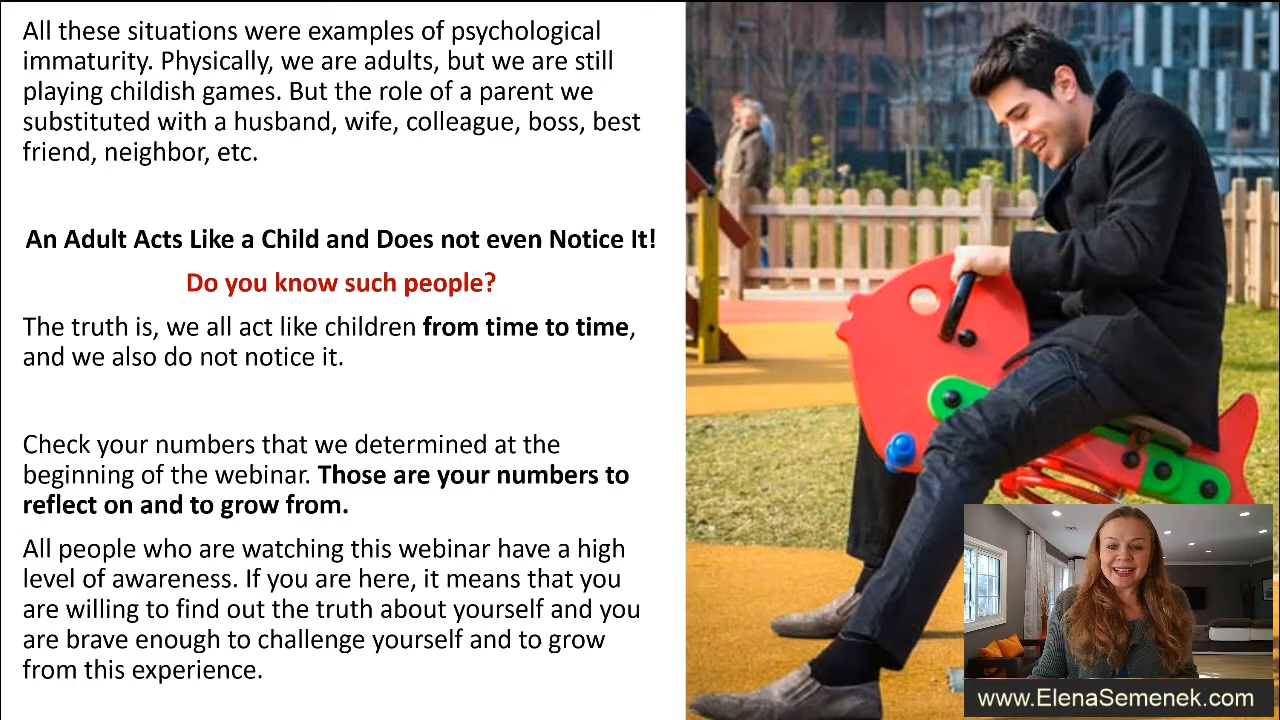 All these situations were examples of psychological
immaturity. Physically, we are adults, but we are still
playing childish games. But the role of a parent we
substituted with a husband, wife, colleague, boss, best
friend, neighbor, etc.
An Adult Acts Like a Child and Does not even Notice It!
Do you know such people?
The truth is, we all act like children from time to time,
and we also do not notice it.
Check your numbers that we determined at the
beginning of the webinar. Those are your numbers to
reflect on and to grow from.
All people who are watching this webinar have a high
level of awareness. If you are here, it means that you
are willing to find out the truth about yourself and you
are brave enough to challenge yourself and to grow
from this experience.
www.ElenaSemenek.com